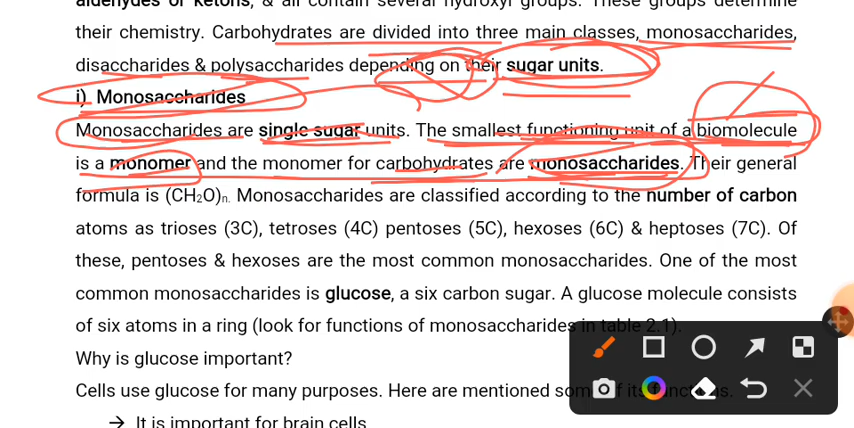 aldehydes or ketons, & all contain several hydroxyl groups. These groups determine
their chemistry. Carbohydrates are divided into three main classes, monosaccharides,
disaccharides & polysaccharides depending on their sugar units.
i) Monosaccharides
Monosaccharides are single sugar units. The smallest functioning unit of a biomolecule
is a monomer and the monomer for carbohydrates are monosaccharides. Their general
formula is (CH₂O)n. Monosaccharides are classified according to the number of carbon
atoms as trioses (3C), tetroses (4C) pentoses (5C), hexoses (6C) & heptoses (7C). Of
these, pentoses & hexoses are the most common monosaccharides. One of the most
common monosaccharides is glucose, a six carbon sugar. A glucose molecule consists
of six atoms in a ring (look for functions of monosaccharides in table 2.1).
Why is glucose important?
Cells use glucose for many purposes. Here are mentioned some of its functions.
→ It is important for brain cells